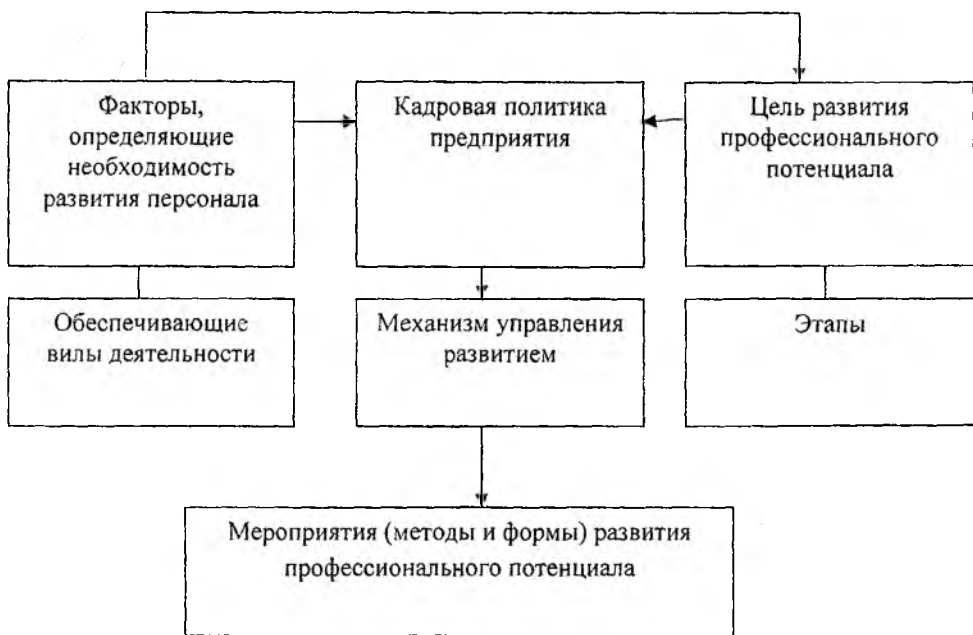 Факторы,
определяющие
необходимость
развития персонала
Кадровая политика
предприятия
Цель развития
профессионального
потенциала
Обеспечивающие
вилы деятельности
Механизм управления
развитием
Этапы
Мероприятия (методы и формы) развития
профессионального потенциала